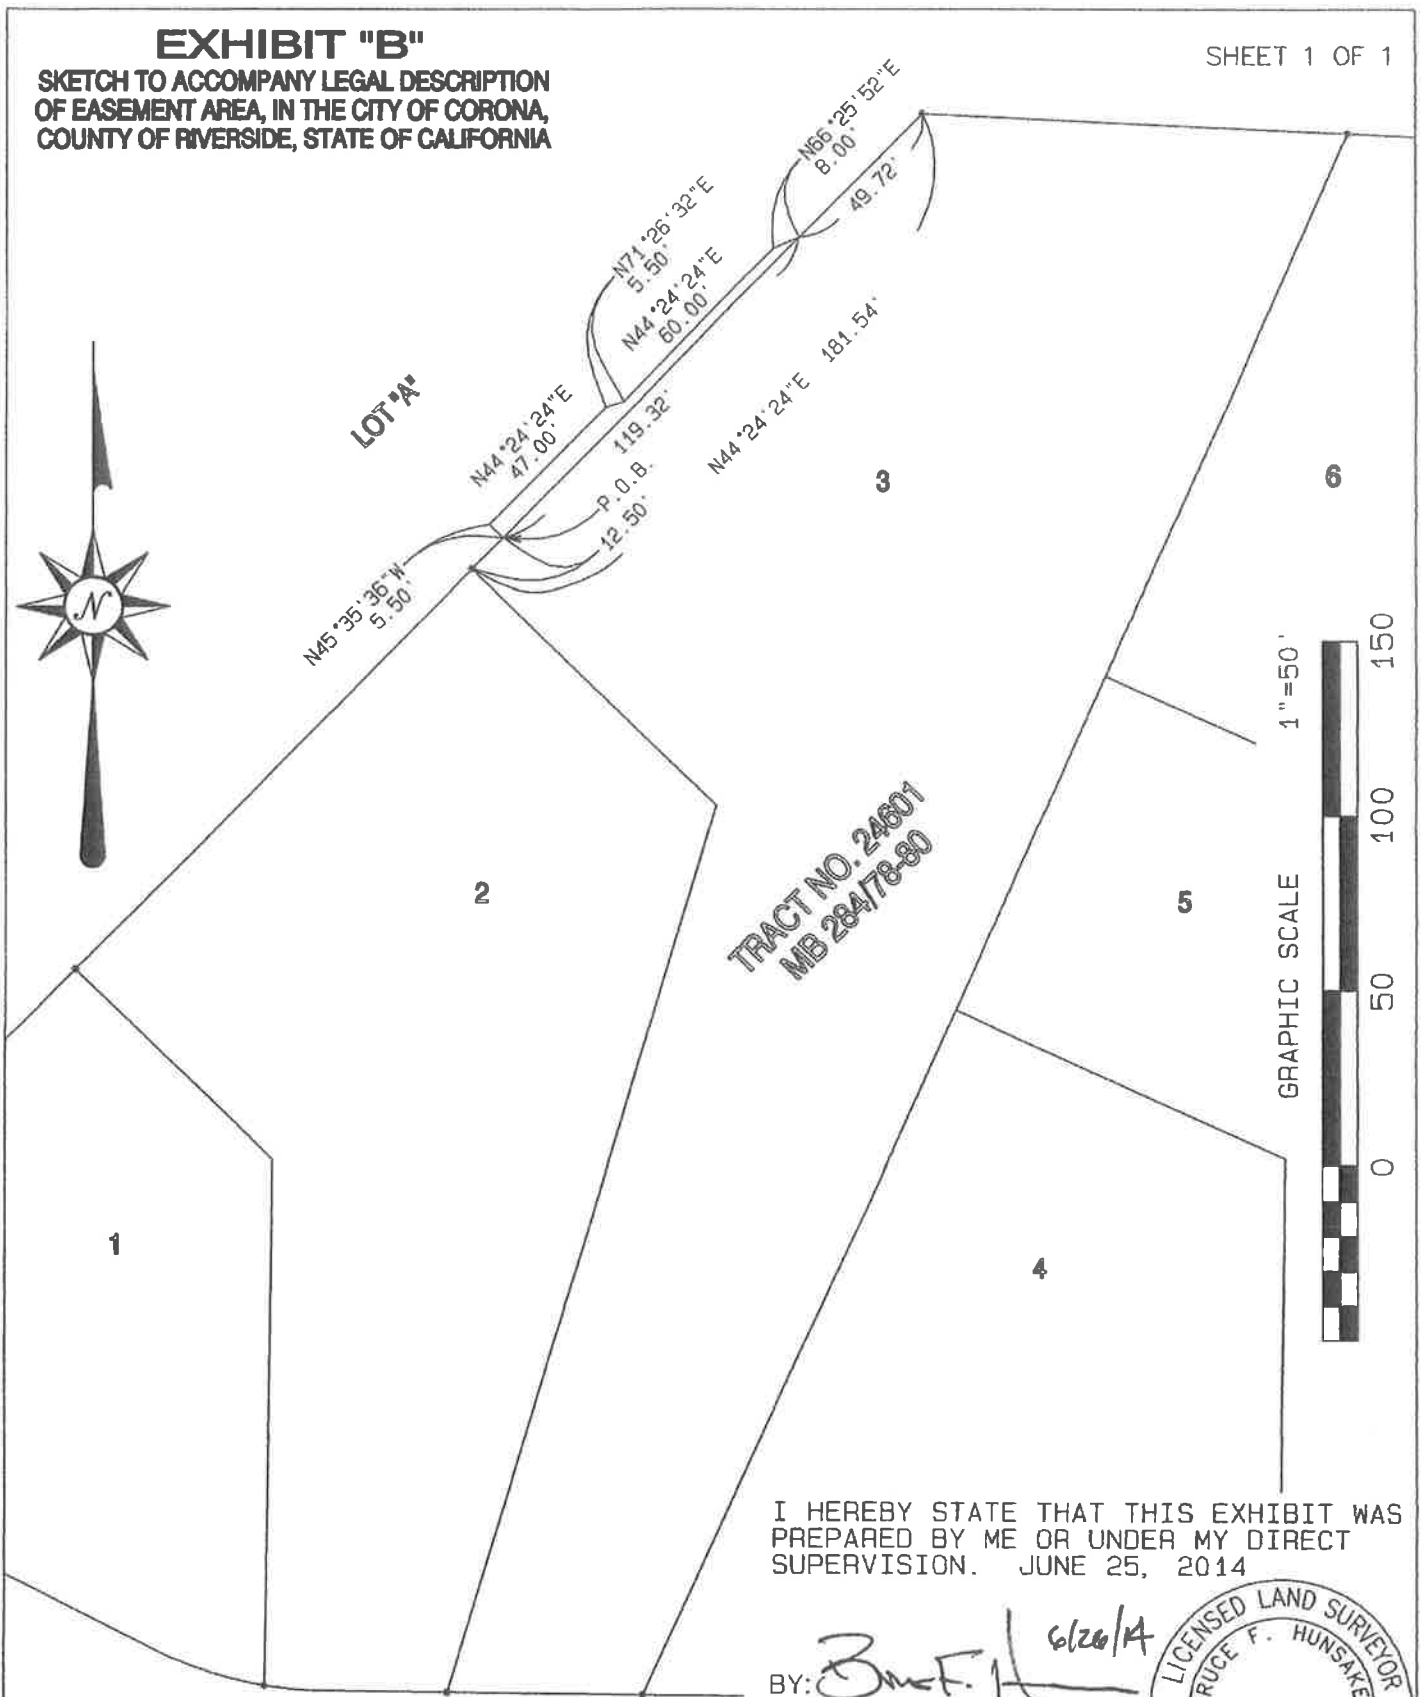 EXHIBIT "B"
SKETCH TO ACCOMPANY LEGAL DESCRIPTION
OF EASEMENT AREA, IN THE CITY OF CORONA,
COUNTY OF RIVERSIDE, STATE OF CALIFORNIA
SHEET 1 OF 1
N66°25'52"E
8.00'
49.72'
N71°26'32"E
5.50'
N44°24'24"E
60.00'
N44°24'24"E 181.54'
LOT "A"
N44°24'24"E
47.00'
119.32'
P.O.B.
12.50'
N45°35'36"W
5.50'
3
6
N
1"=50'
150
100
50
0
GRAPHIC SCALE
TRACT NO. 24601
MB 284/78-80
2
5
1
4
I HEREBY STATE THAT THIS EXHIBIT WAS
PREPARED BY ME OR UNDER MY DIRECT
SUPERVISION. JUNE 25, 2014
6/26/14
BY:
LICENSED LAND SURVEYOR
RUCE F. HUNSAKE